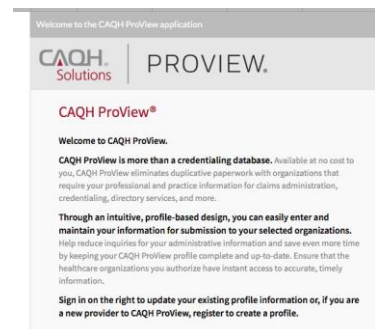 Welcome to the CAQH ProView application
CAQH.
Solutions
PROVIEW.
CAQH ProView®
Welcome to CAQH ProView.
CAQH ProView is more than a credentialing database. Available at no cost to
you, CAQH ProView eliminates duplicative paperwork with organizations that
require your professional and practice information for claims administration,
credentialing, directory services, and more.
Through an intuitive, profile-based design, you can easily enter and
maintain your information for submission to your selected organizations.
Help reduce inquiries for your administrative information and save even more time
by keeping your CAQH ProView profile complete and up-to-date. Ensure that the
healthcare organizations you authorize have instant access to accurate, timely
information.
Sign in on the right to update your existing profile information or, if you are
a new provider to CAQH ProView, register to create a profile.